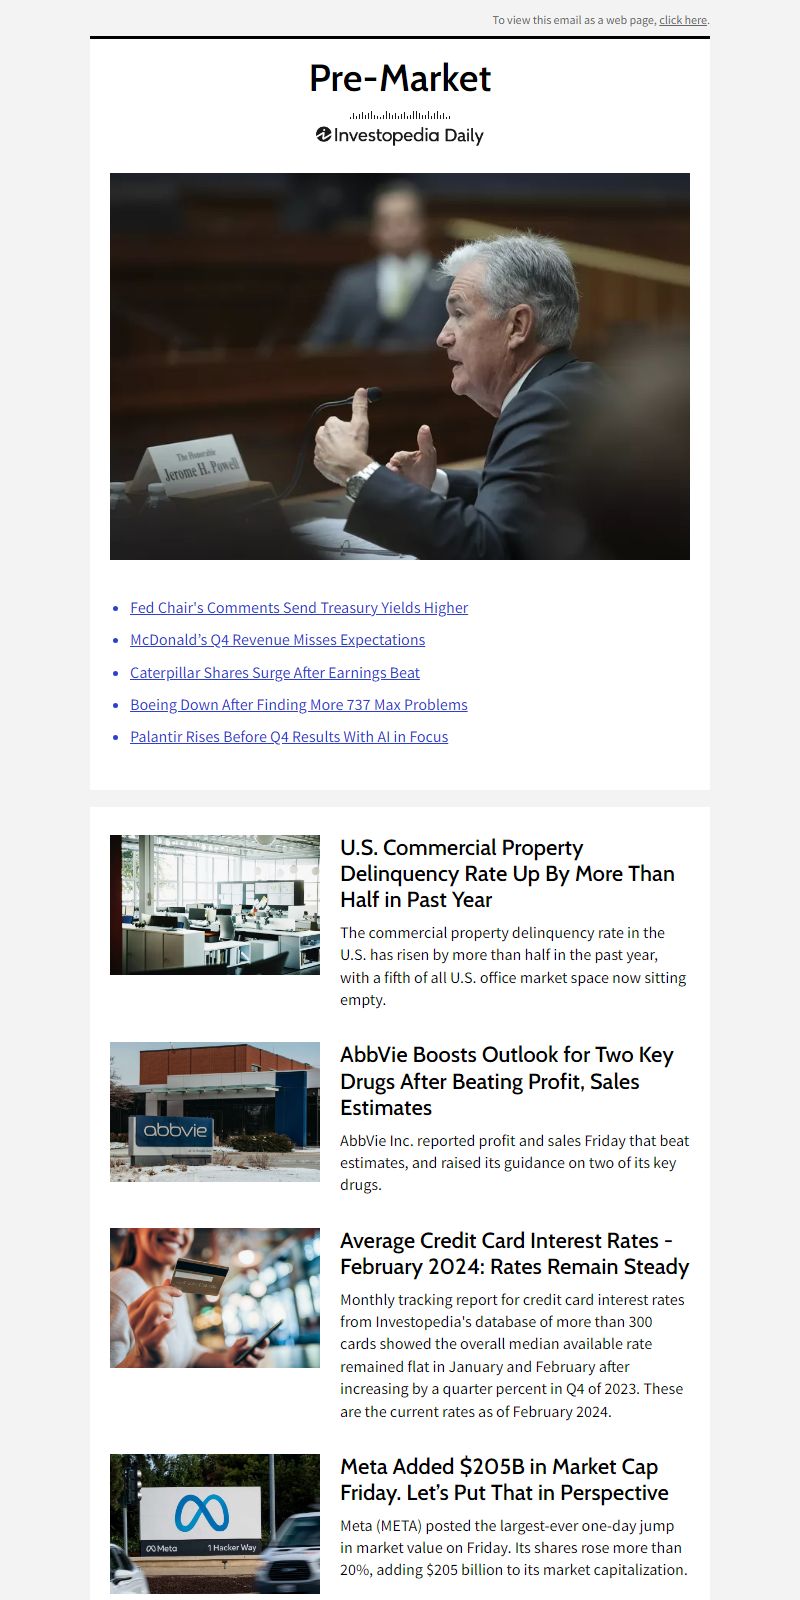 To view this email as a web page, click here.
Pre-Market
Investopedia Daily
The Honorable
Jerome H. Powell
Fed Chair's Comments Send Treasury Yields Higher
McDonald’s Q4 Revenue Misses Expectations
Caterpillar Shares Surge After Earnings Beat
Boeing Down After Finding More 737 Max Problems
Palantir Rises Before Q4 Results With AI in Focus
U.S. Commercial Property
Delinquency Rate Up By More Than
Half in Past Year
The commercial property delinquency rate in the
U.S. has risen by more than half in the past year,
with a fifth of all U.S. office market space now sitting
empty.
abbvie
AbbVie Boosts Outlook for Two Key
Drugs After Beating Profit, Sales
Estimates
AbbVie Inc. reported profit and sales Friday that beat
estimates, and raised its guidance on two of its key
drugs.
Average Credit Card Interest Rates -
February 2024: Rates Remain Steady
Monthly tracking report for credit card interest rates
from Investopedia's database of more than 300
cards showed the overall median available rate
remained flat in January and February after
increasing by a quarter percent in Q4 of 2023. These
are the current rates as of February 2024.
Meta
1 Hacker Way
Meta Added $205B in Market Cap
Friday. Let’s Put That in Perspective
Meta (META) posted the largest-ever one-day jump
in market value on Friday. Its shares rose more than
20%, adding $205 billion to its market capitalization.